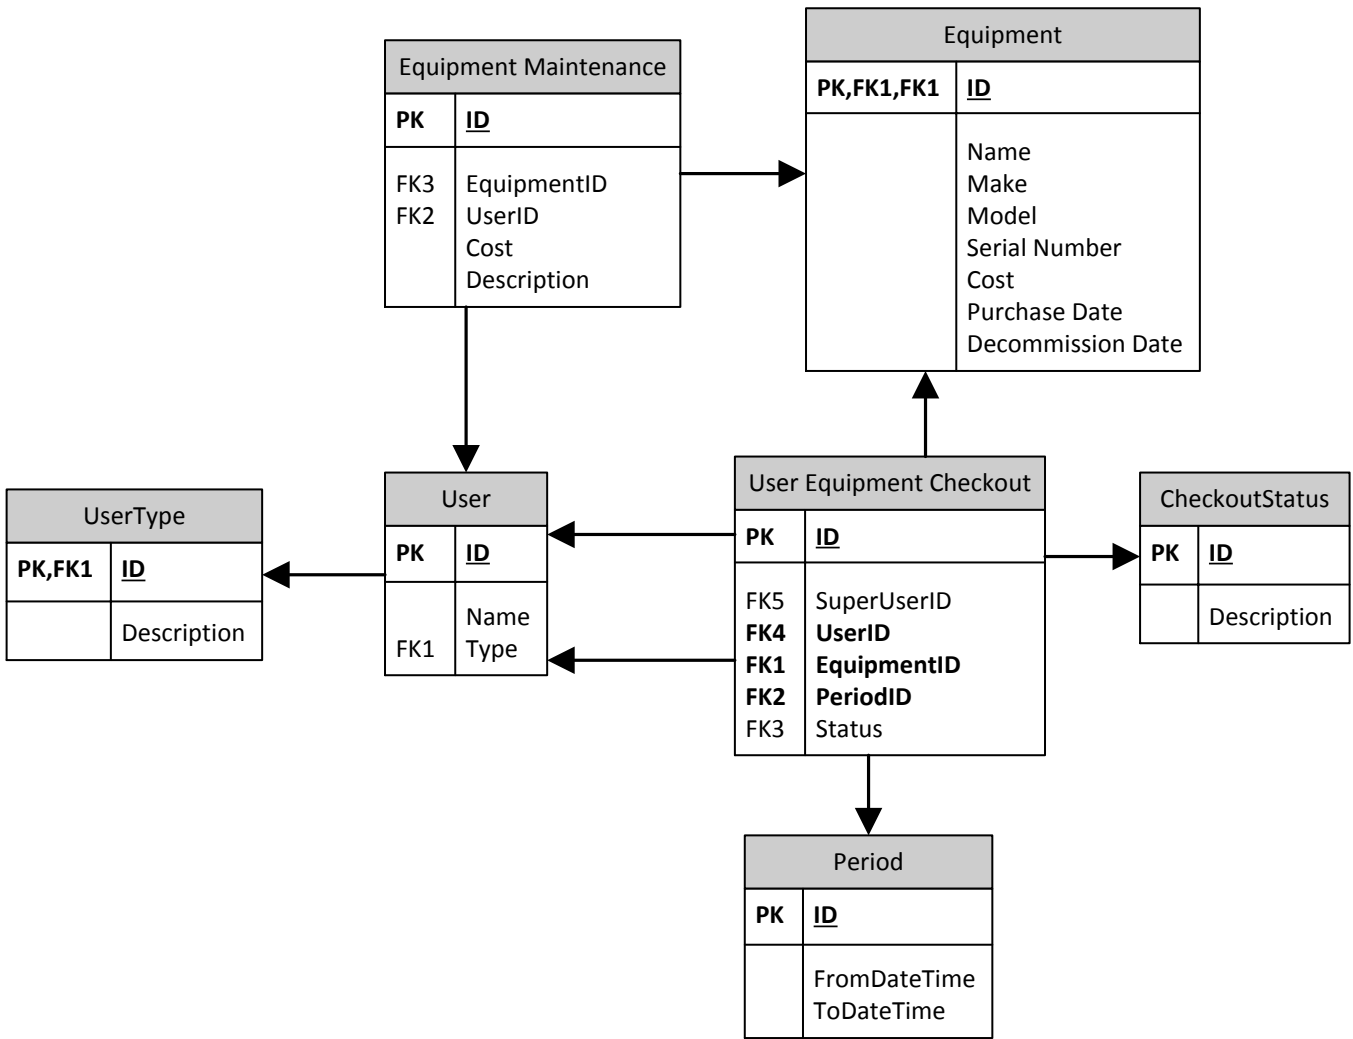 Equipment Maintenance
PK ID
FK3 EquipmentID
FK2 UserID
Cost
Description
Equipment
PK,FK1,FK1 ID
Name
Make
Model
Serial Number
Cost
Purchase Date
Decommission Date
UserType
PK,FK1 ID
Description
User
PK ID
Name
FK1 Type
User Equipment Checkout
PK ID
FK5 SuperUserID
FK4 UserID
FK1 EquipmentID
FK2 PeriodID
FK3 Status
CheckoutStatus
PK ID
Description
Period
PK ID
FromDateTime
ToDateTime